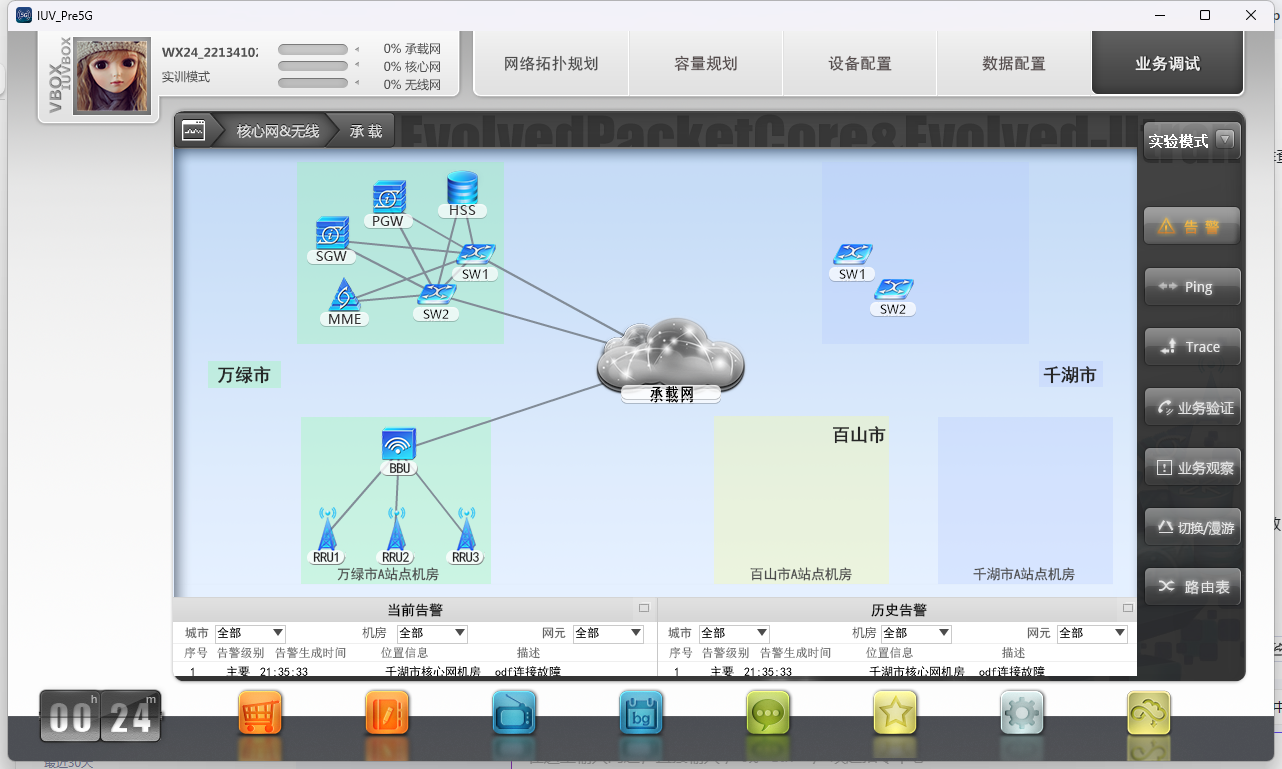 IUV_Pre5G
VBOX
IUVBOX
WX24_2213410
实训模式
0% 承载网
0% 核心网
0% 无线网
网络拓扑规划
容量规划
设备配置
数据配置
业务调试
核心网&无线
承 载
EvolvedPacketCore&Evolved-U
实验模式
告 警
Ping
Trace
业务验证
业务观察
切换/漫游
路由表
PGW
HSS
SGW
SW1
MME
SW2
SW1
SW2
万绿市
承载网
千湖市
BBU
RRU1
RRU2
RRU3
万绿市A站点机房
百山市
百山市A站点机房
千湖市A站点机房
当前告警
历史告警
城市 全部 机房 全部 网元 全部
城市 全部 机房 全部 网元 全部
序号 告警级别 告警生成时间 位置信息 描述
序号 告警级别 告警生成时间 位置信息 描述
1 主要 21:35:33 千湖市核心网机房 odf连接故障
1 主要 21:35:33 千湖市核心网机房 odf连接故障
00 h 24 m
bg
最近30天